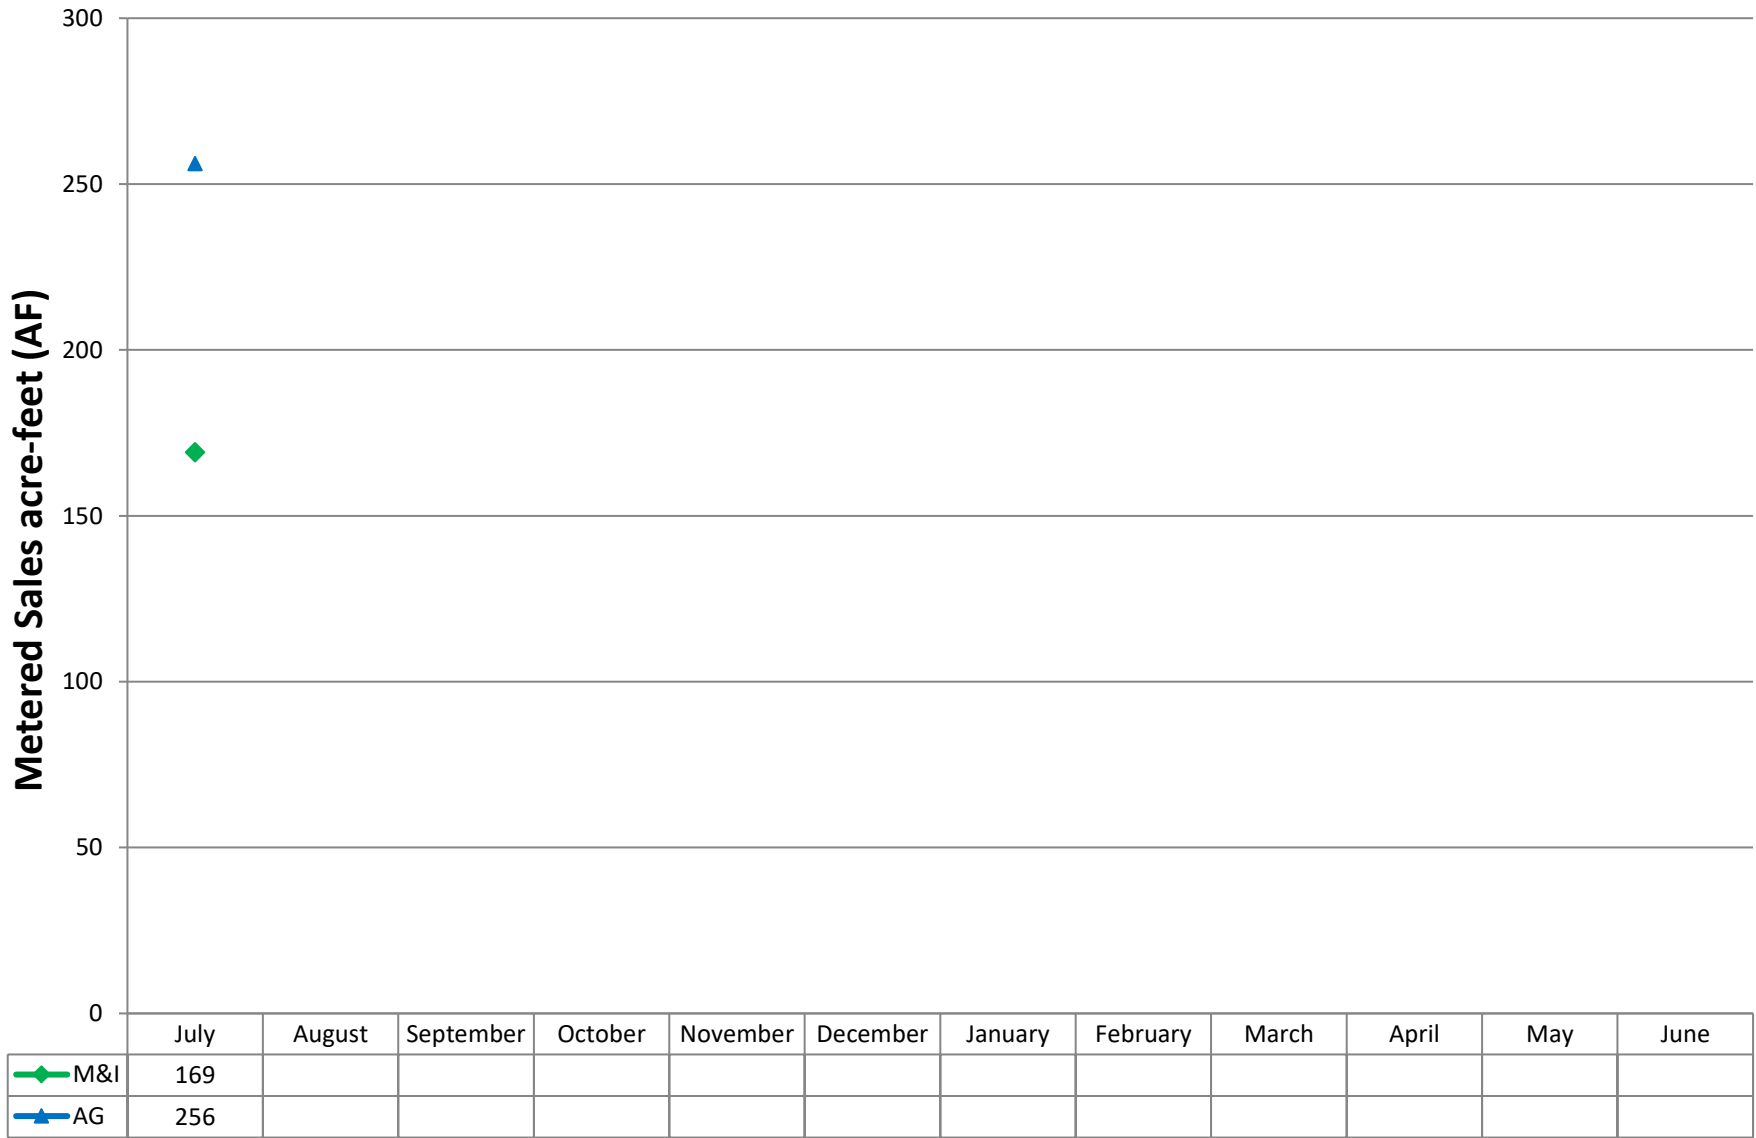 Metered Sales acre-feet (AF)
300
250
200
150
100
50
0
July August September October November December January February March April May June
M&I 169
AG 256